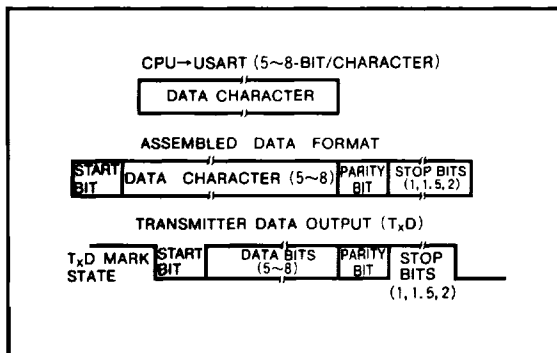 CPU→USART (5~8-BIT/CHARACTER)
DATA CHARACTER
ASSEMBLED DATA FORMAT
START BIT
DATA CHARACTER (5~8)
PARITY BIT
STOP BITS (1, 1.5, 2)
TRANSMITTER DATA OUTPUT (TxD)
TxD MARK STATE
START BIT
DATA BITS (5~8)
PARITY BIT
STOP BITS (1, 1.5, 2)